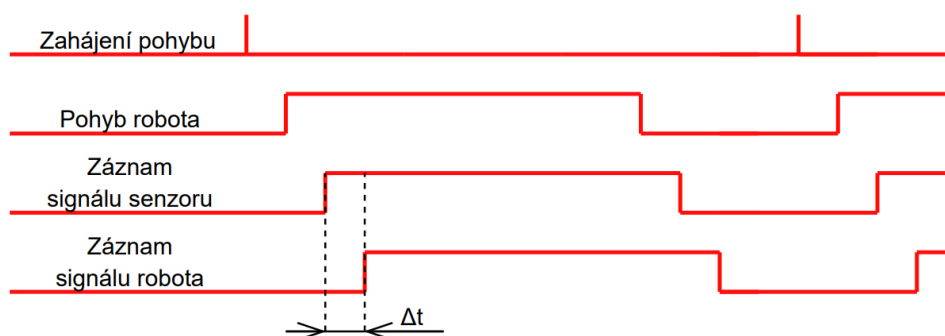 Zahájení pohybu
Pohyb robota
Záznam
signálu senzoru
Záznam
signálu robota
Δt